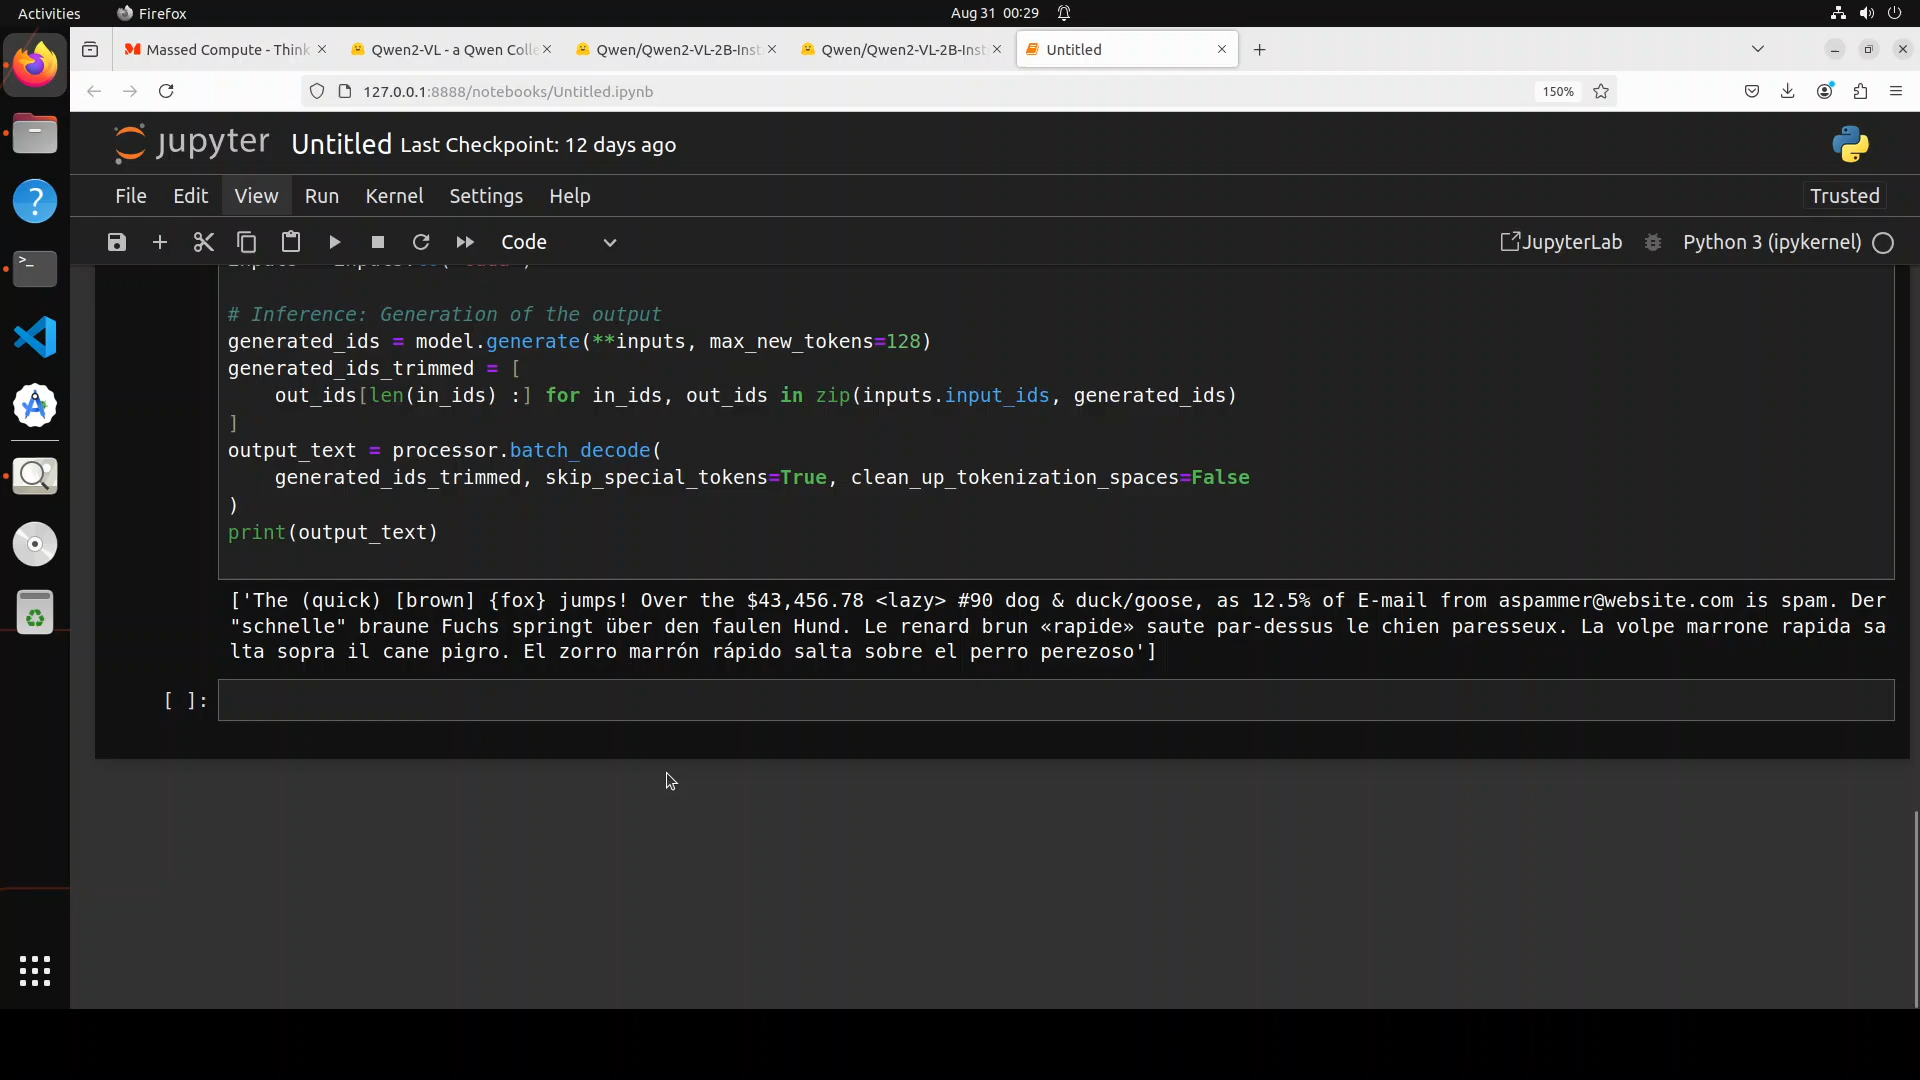 Activities
Firefox
Aug 31 00:29
Massed Compute - Think
Qwen2-VL - a Qwen Colle
Qwen/Qwen2-VL-2B-Inst
Qwen/Qwen2-VL-2B-Inst
Untitled
127.0.0.1:8888/notebooks/Untitled.ipynb
150%
jupyter Untitled Last Checkpoint: 12 days ago
File Edit View Run Kernel Settings Help
Trusted
Code
JupyterLab
Python 3 (ipykernel)
# Inference: Generation of the output
generated_ids = model.generate(**inputs, max_new_tokens=128)
generated_ids_trimmed = [
    out_ids[len(in_ids) :] for in_ids, out_ids in zip(inputs.input_ids, generated_ids)
]
output_text = processor.batch_decode(
    generated_ids_trimmed, skip_special_tokens=True, clean_up_tokenization_spaces=False
)
print(output_text)
['The (quick) [brown] {fox} jumps! Over the $43,456.78 <lazy> #90 dog & duck/goose, as 12.5% of E-mail from aspammer@website.com is spam. Der
"schnelle" braune Fuchs springt über den faulen Hund. Le renard brun «rapide» saute par-dessus le chien paresseux. La volpe marrone rapida sa
lta sopra il cane pigro. El zorro marrón rápido salta sobre el perro perezoso']
[ ]: